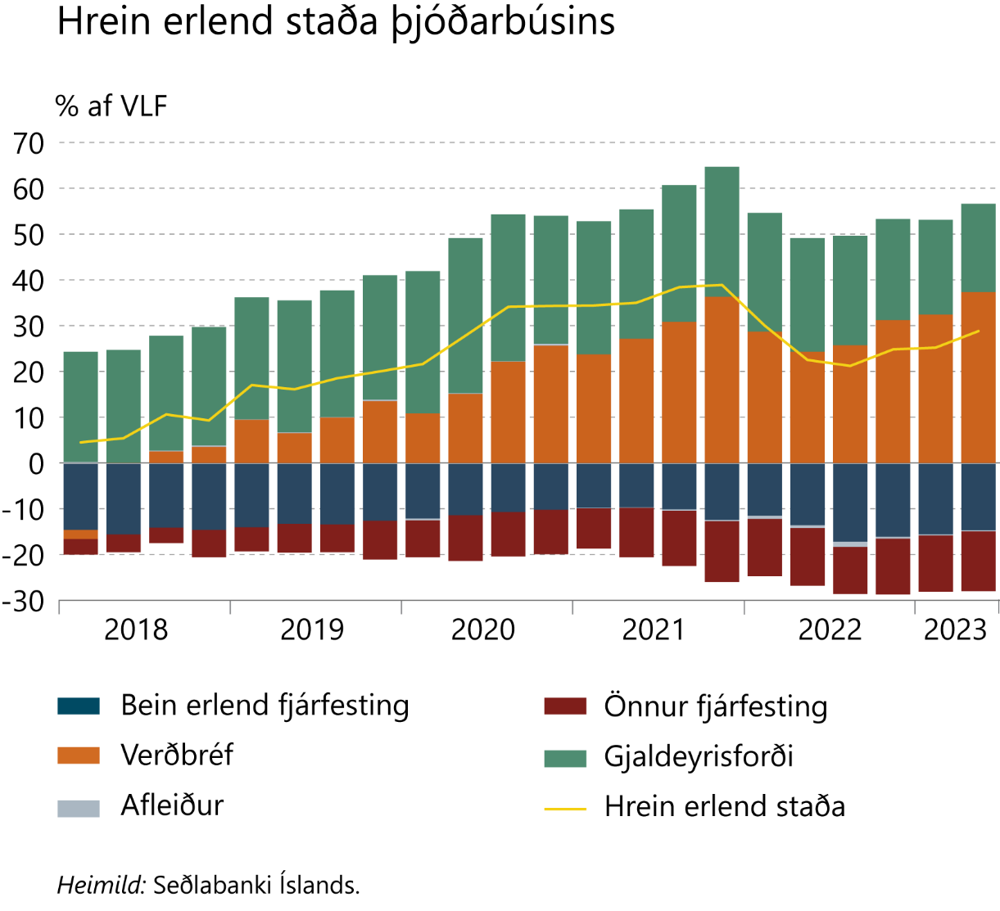 Hrein erlend staða þjóðarbúsins
% af VLF
70
60
50
40
30
20
10
0
-10
-20
-30
2018 2019 2020 2021 2022 2023
Bein erlend fjárfesting
Önnur fjárfesting
Verðbréf
Gjaldeyrisforði
Afleiður
Hrein erlend staða
Heimild: Seðlabanki Íslands.